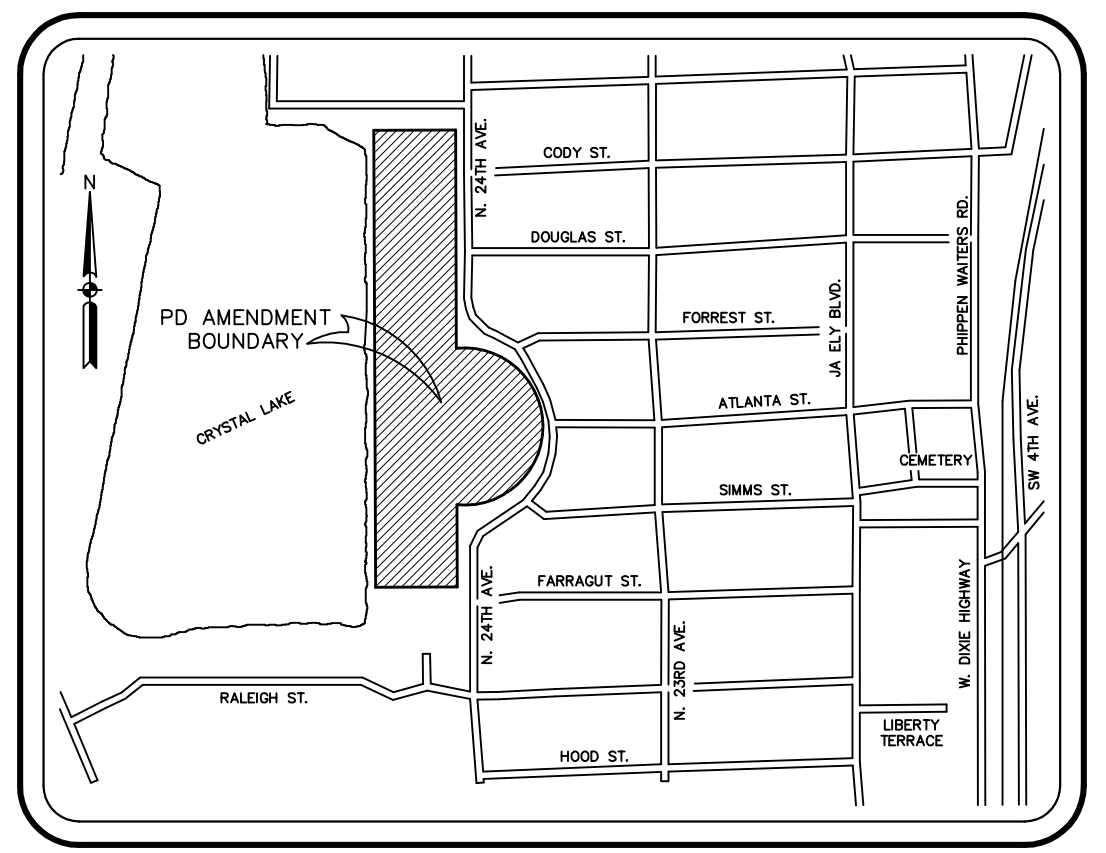 N
N. 24TH AVE.
CODY ST.
DOUGLAS ST.
PHIPPEN WAITERS RD.
PD AMENDMENT
BOUNDARY
FORREST ST.
JA ELY BLVD.
CRYSTAL LAKE
ATLANTA ST.
SW 4TH AVE.
CEMETERY
SIMMS ST.
N. 24TH AVE.
FARRAGUT ST.
W. DIXIE HIGHWAY
N. 23RD AVE.
RALEIGH ST.
LIBERTY
TERRACE
HOOD ST.